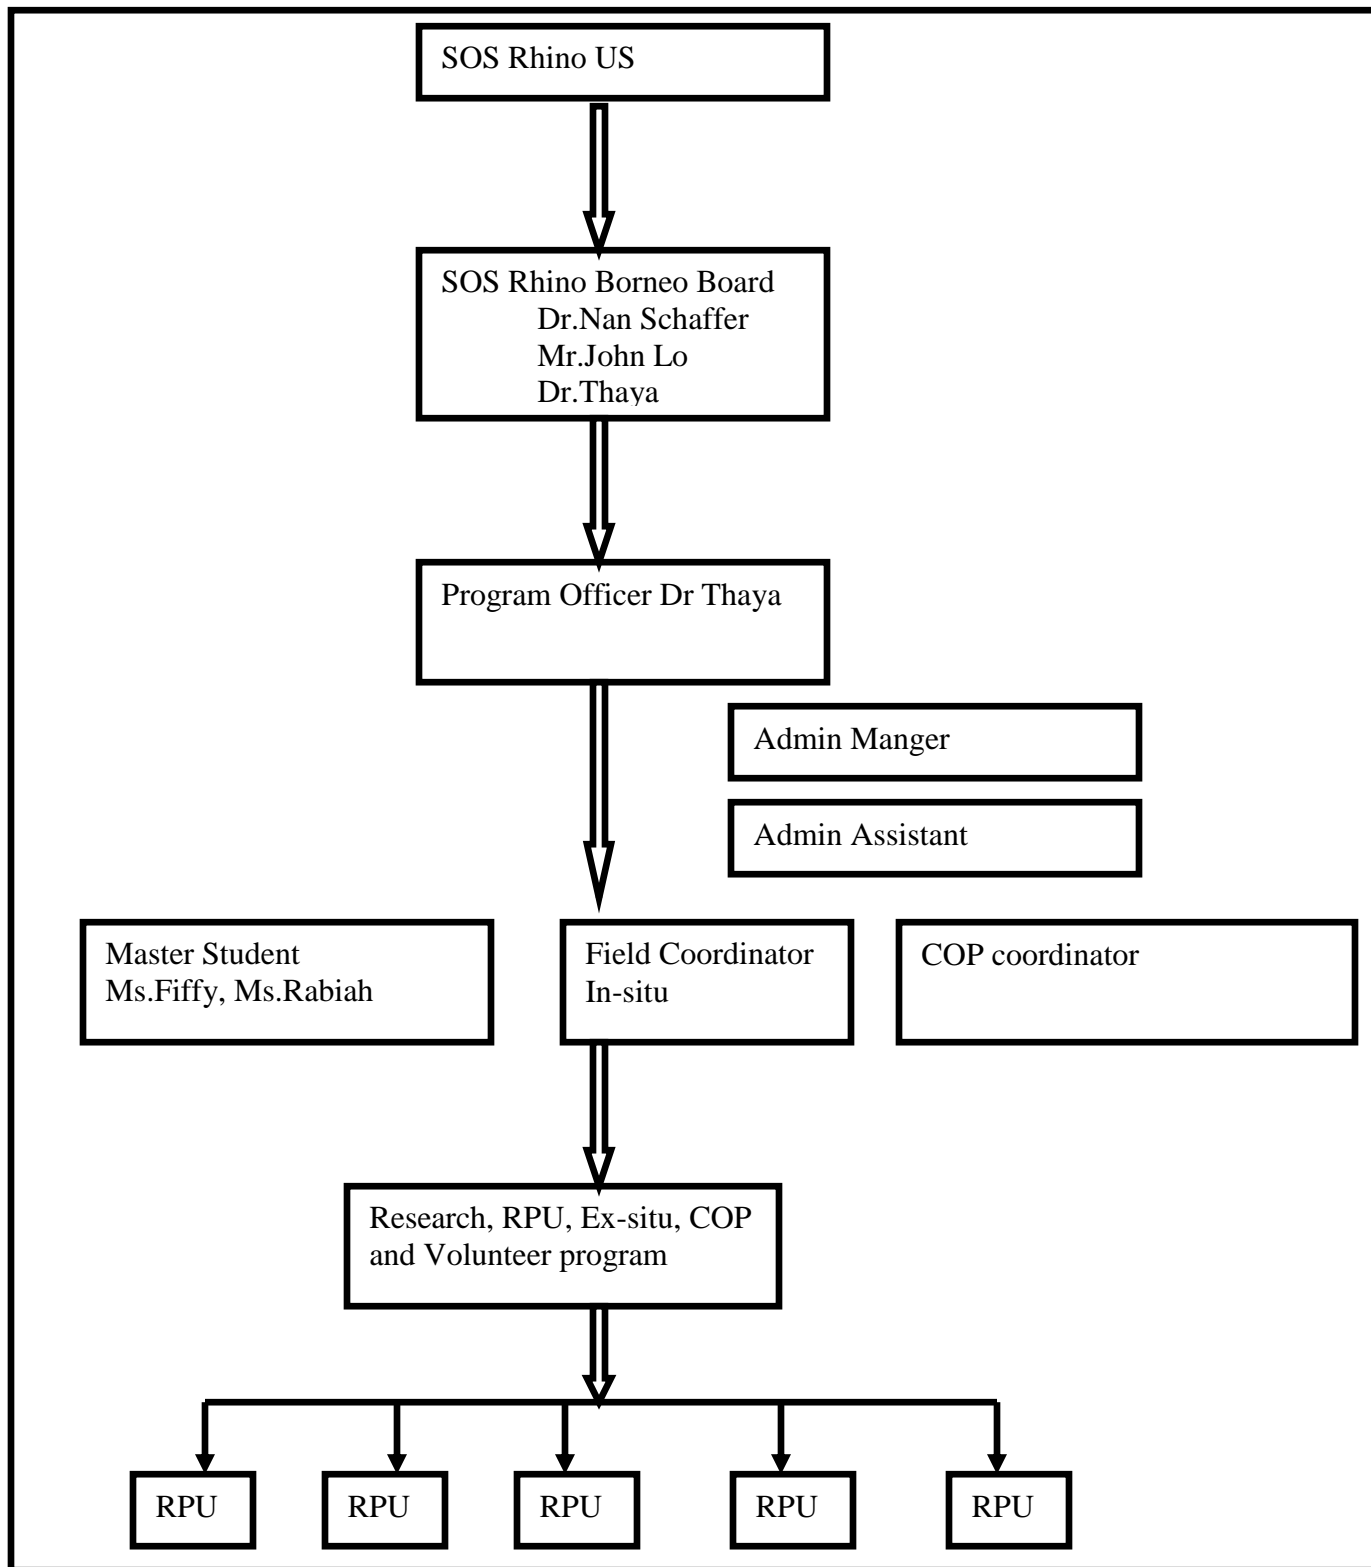 SOS Rhino US
SOS Rhino Borneo Board
Dr.Nan Schaffer
Mr.John Lo
Dr.Thaya
Program Officer Dr Thaya
Admin Manger
Admin Assistant
Master Student
Ms.Fiffy, Ms.Rabiah
Field Coordinator
In-situ
COP coordinator
Research, RPU, Ex-situ, COP
and Volunteer program
RPU
RPU
RPU
RPU
RPU